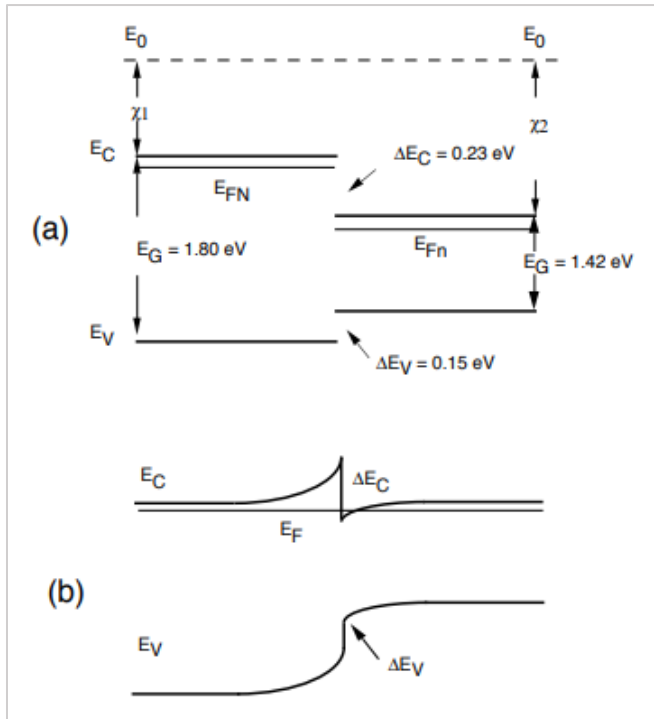 E0
E0
χ1
χ2
EC
ΔEC = 0.23 eV
EFN
(a)
EFn
EG = 1.80 eV
EG = 1.42 eV
EV
ΔEV = 0.15 eV
EC
ΔEC
EF
(b)
EV
ΔEV